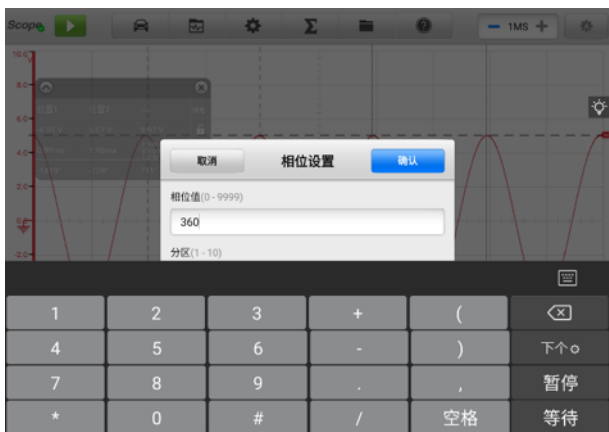 Scope
1MS
10.0
8.0
6.0
4.0
2.0
-2.0
取消 相位设置 确认
相位值(0 - 9999)
360
分区(1 - 10)
1 2 3 + (
4 5 6 - ) 下个
7 8 9 . , 暂停
* 0 # / 空格 等待